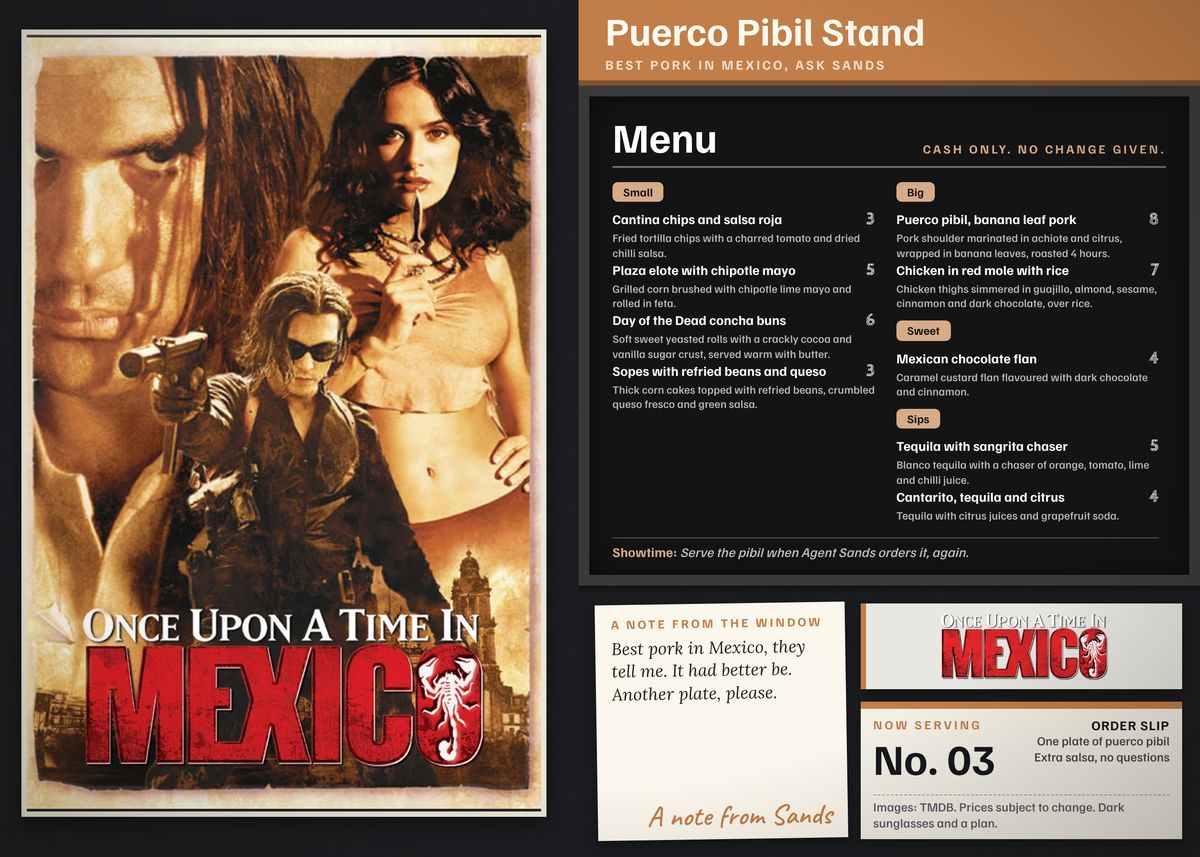 ONCE UPON A TIME IN
MEXICO
Puerco Pibil Stand
BEST PORK IN MEXICO, ASK SANDS
Menu
CASH ONLY. NO CHANGE GIVEN.
Small
Cantina chips and salsa roja 3
Fried tortilla chips with a charred tomato and dried
chilli salsa.
Plaza elote with chipotle mayo 5
Grilled corn brushed with chipotle lime mayo and
rolled in feta.
Day of the Dead concha buns 6
Soft sweet yeasted rolls with a crackly cocoa and
vanilla sugar crust, served warm with butter.
Sopes with refried beans and queso 3
Thick corn cakes topped with refried beans, crumbled
queso fresco and green salsa.
Big
Puerco pibil, banana leaf pork 8
Pork shoulder marinated in achiote and citrus,
wrapped in banana leaves, roasted 4 hours.
Chicken in red mole with rice 7
Chicken thighs simmered in guajillo, almond, sesame,
cinnamon and dark chocolate, over rice.
Sweet
Mexican chocolate flan 4
Caramel custard flan flavoured with dark chocolate
and cinnamon.
Sips
Tequila with sangrita chaser 5
Blanco tequila with a chaser of orange, tomato, lime
and chilli juice.
Cantarito, tequila and citrus 4
Tequila with citrus juices and grapefruit soda.
Showtime: Serve the pibil when Agent Sands orders it, again.
A NOTE FROM THE WINDOW
Best pork in Mexico, they
tell me. It had better be.
Another plate, please.
A note from Sands
ONCE UPON A TIME IN
MEXICO
NOW SERVING
No. 03
ORDER SLIP
One plate of puerco pibil
Extra salsa, no questions
Images: TMDB. Prices subject to change. Dark
sunglasses and a plan.